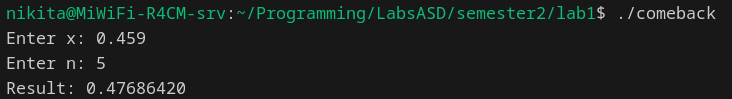 nikita@MiWiFi-R4CM-srv:~/Programming/LabsASD/semester2/lab1$ ./comeback
Enter x: 0.459
Enter n: 5
Result: 0.47686420